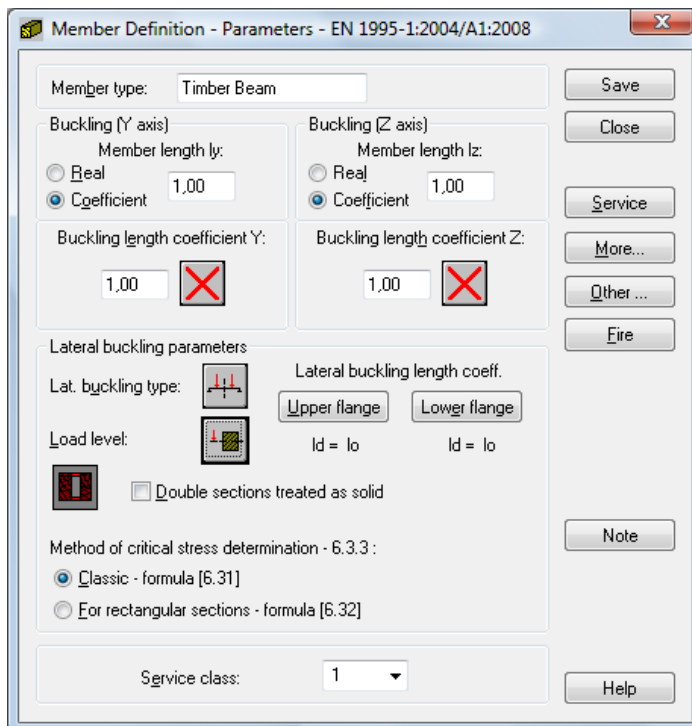 Member Definition - Parameters - EN 1995-1:2004/A1:2008
Member type: Timber Beam
Save
Close
Buckling (Y axis)
Member length ly:
Real
Coefficient
1,00
Buckling (Z axis)
Member length lz:
Real
Coefficient
1,00
Service
Buckling length coefficient Y:
1,00
Buckling length coefficient Z:
1,00
More...
Other ...
Fire
Lateral buckling parameters
Lat. buckling type:
Lateral buckling length coeff.
Upper flange
Lower flange
Load level:
ld = lo
ld = lo
Double sections treated as solid
Note
Method of critical stress determination - 6.3.3 :
Classic - formula [6.31]
For rectangular sections - formula [6.32]
Service class: 1
Help